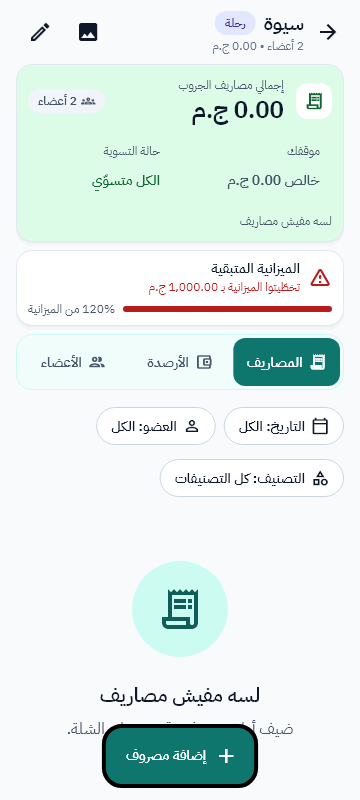 سيوة
رحلة
2 أعضاء • 0.00 ج.م
إجمالي مصاريف الجروب
0.00 ج.م
2 أعضاء
موقفك
حالة التسوية
خالص 0.00 ج.م
الكل متسوّي
لسه مفيش مصاريف
الميزانية المتبقية
تخطّيتوا الميزانية بـ 1,000.00 ج.م
120% من الميزانية
المصاريف
الأرصدة
الأعضاء
التاريخ: الكل
العضو: الكل
التصنيف: كل التصنيفات
لسه مفيش مصاريف
ضيف
الشلة.
إضافة مصروف